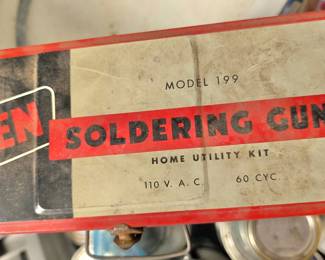 MODEL 199
EN
SOLDERING GUN
HOME UTILITY KIT
110 V. A. C. 60 CYC.